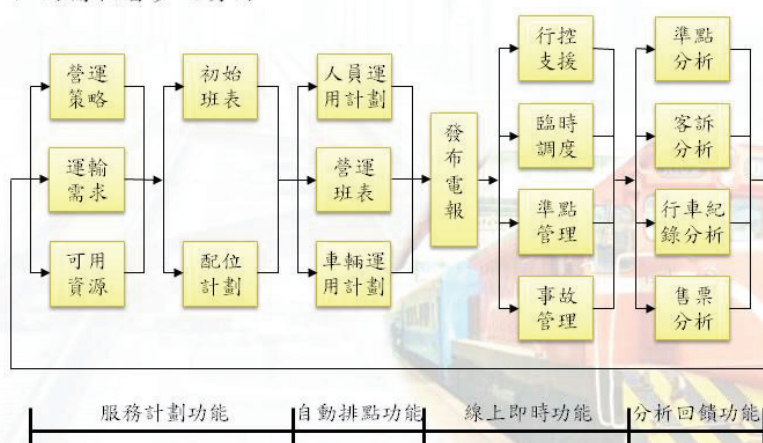 營運
策略
運輸
需求
可用
資源
初始
班表
配位
計劃
人員運
用計劃
營運
班表
車輛運
用計劃
發
布
電
報
行控
支援
臨時
調度
準點
管理
事故
管理
準點
分析
客訴
分析
行車紀
錄分析
售票
分析
服務計劃功能
自動排點功能
線上即時功能
分析回饋功能